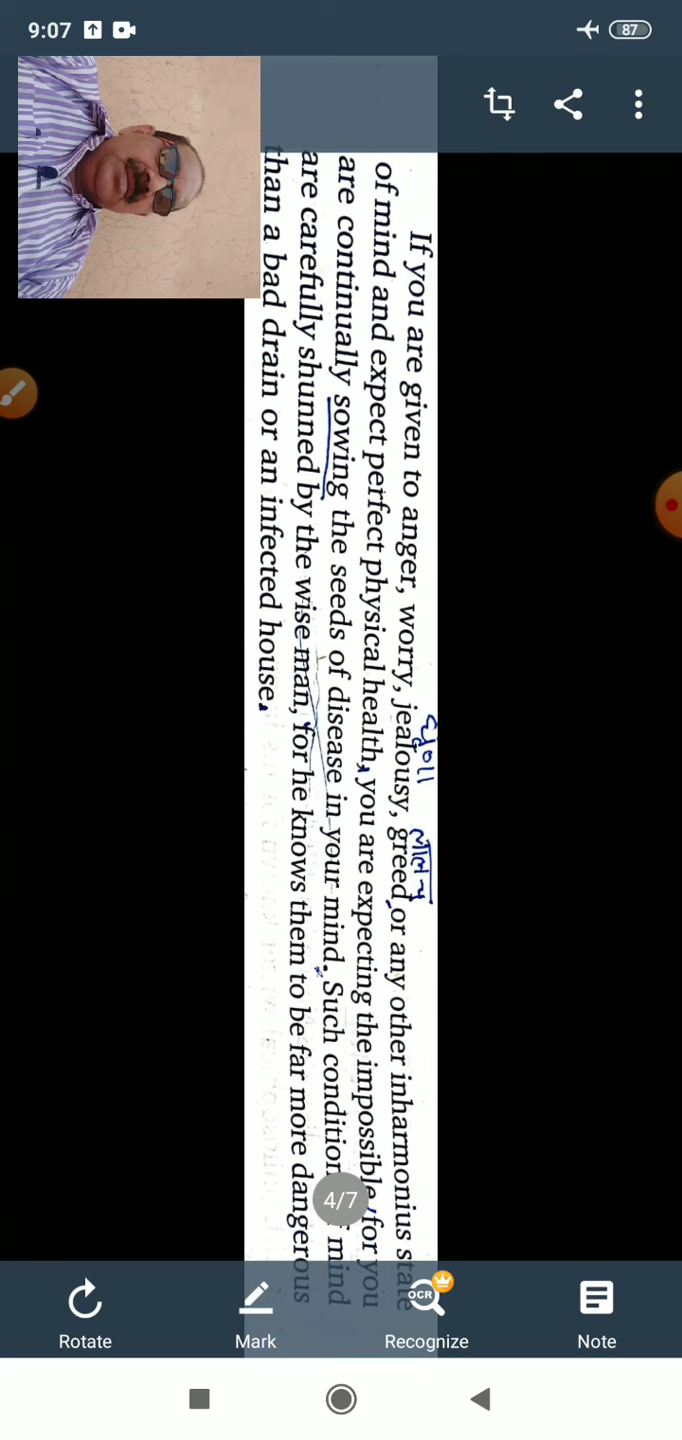 9:07
87
घृणा लालच
If you are given to anger, worry, jealousy, greed, or any other inharmonius state
of mind and expect perfect physical health, you are expecting the impossible, for you
are continually sowing the seeds of disease in your mind. Such condition mind
are carefully shunned by the wise man, for he knows them to be far more dangerous
than a bad drain or an infected house.
4/7
OCR
Rotate Mark Recognize Note